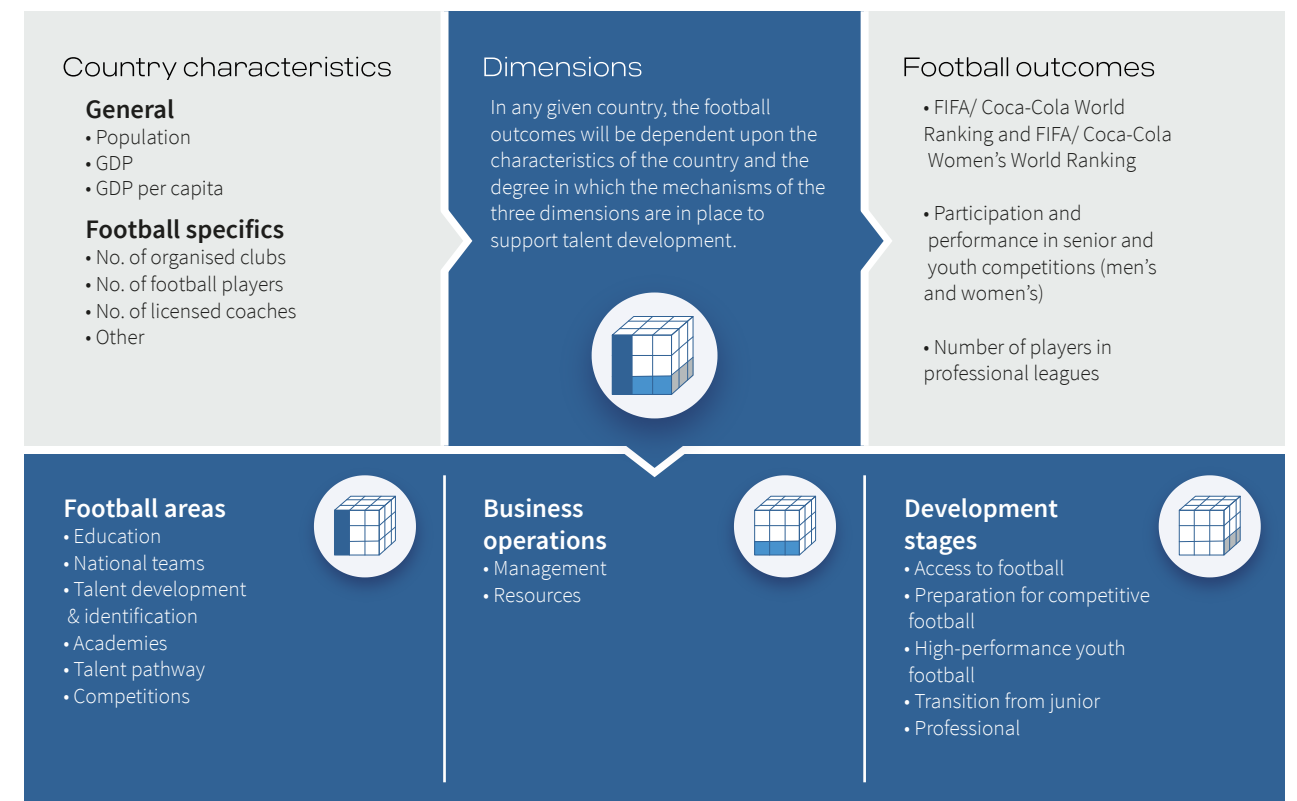 Country characteristics
General
• Population
• GDP
• GDP per capita
Football specifics
• No. of organised clubs
• No. of football players
• No. of licensed coaches
• Other
Dimensions
In any given country, the football
outcomes will be dependent upon the
characteristics of the country and the
degree in which the mechanisms of the
three dimensions are in place to
support talent development.
Football outcomes
• FIFA/ Coca-Cola World
Ranking and FIFA/ Coca-Cola
Women’s World Ranking
• Participation and
performance in senior and
youth competitions (men’s
and women’s)
• Number of players in
professional leagues
Football areas
• Education
• National teams
• Talent development
& identification
• Academies
• Talent pathway
• Competitions
Business
operations
• Management
• Resources
Development
stages
• Access to football
• Preparation for competitive
football
• High-performance youth
football
• Transition from junior
• Professional